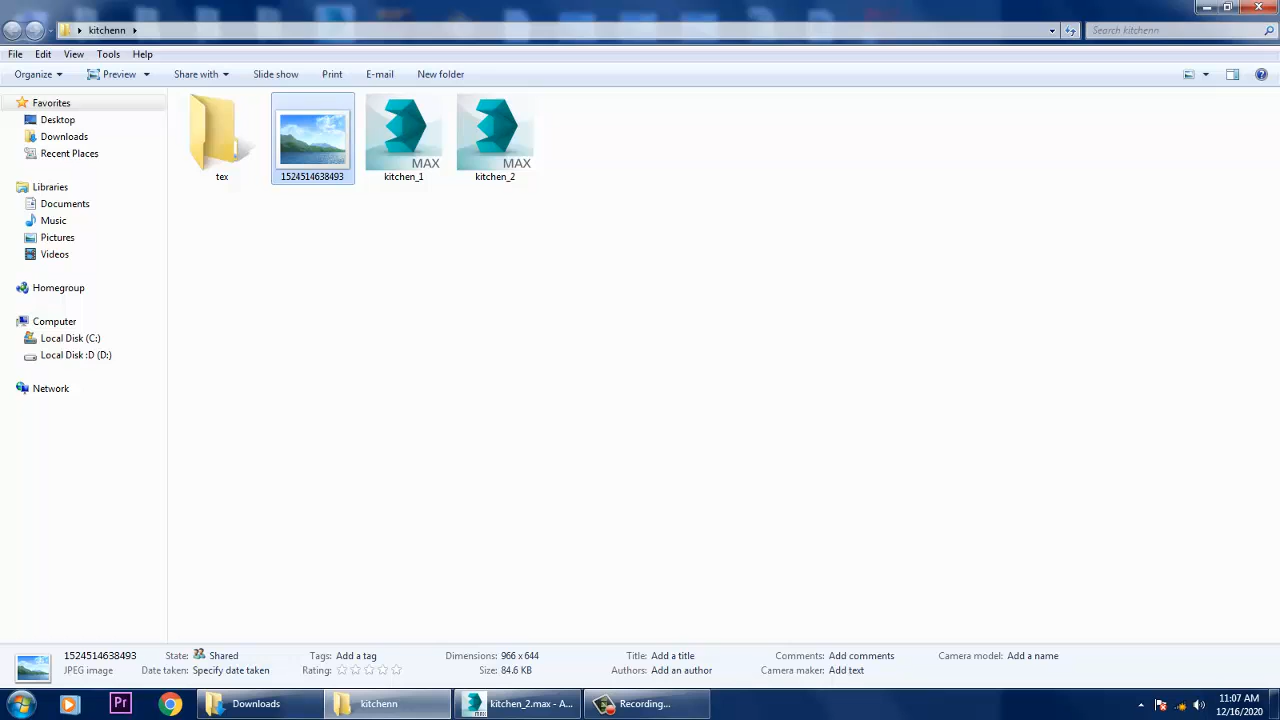 kitchenn
Search kitchenn
File Edit View Tools Help
Organize Preview Share with Slide show Print E-mail New folder
Favorites
Desktop
Downloads
Recent Places
Libraries
Documents
Music
Pictures
Videos
Homegroup
Computer
Local Disk (C:)
Local Disk :D (D:)
Network
MAX MAX
tex 1524514638493 kitchen_1 kitchen_2
1524514638493 State: Shared Tags: Add a tag Dimensions: 966 x 644 Title: Add a title Comments: Add comments Camera model: Add a name
JPEG image Date taken: Specify date taken Rating: Size: 84.6 KB Authors: Add an author Camera maker: Add text
Pr Downloads kitchenn MAX kitchen_2.max - A... Recording... 11:07 AM
12/16/2020